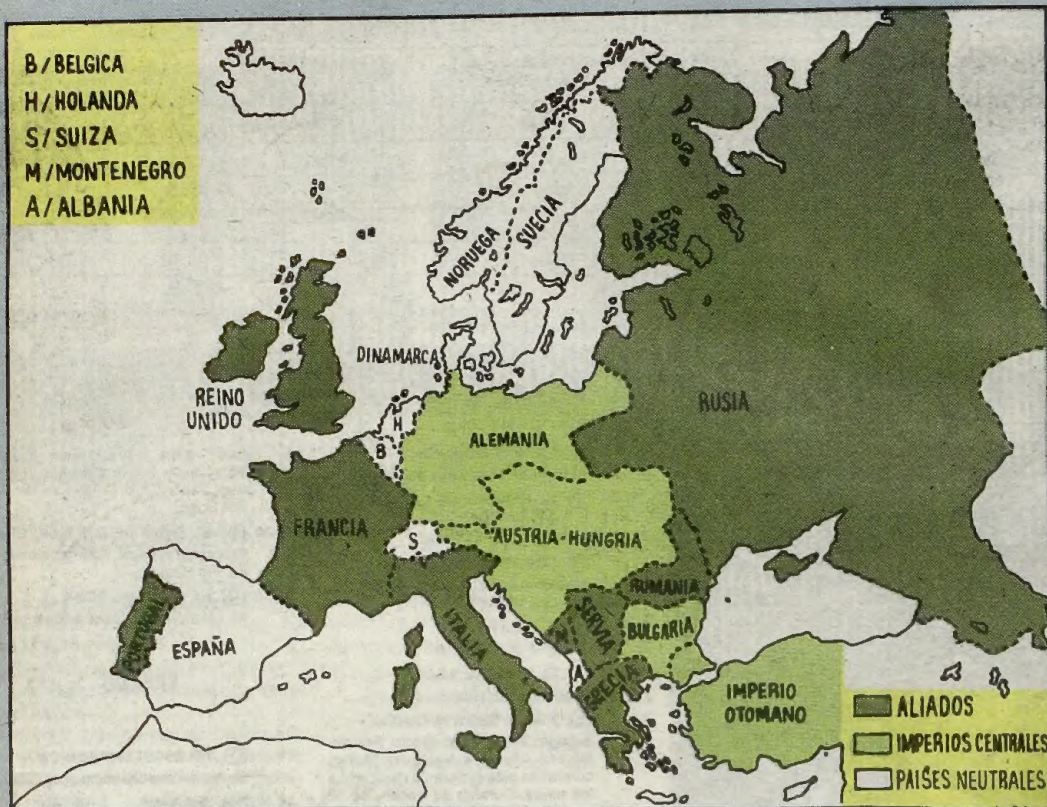 B/BELGICA
H/HOLANDA
S/SUIZA
M/MONTENEGRO
A/ALBANIA
NORUEGA
SUECIA
DINAMARCA
REINO
UNIDO
H
B
ALEMANIA
RUSIA
FRANCIA
S
AUSTRIA-HUNGRIA
RUMANIA
SERVIA
M
BULGARIA
ITALIA
PORTUGAL
ESPAÑA
A
GRECIA
IMPERIO
OTOMANO
ALIADOS
IMPERIOS CENTRALES
PAISES NEUTRALES